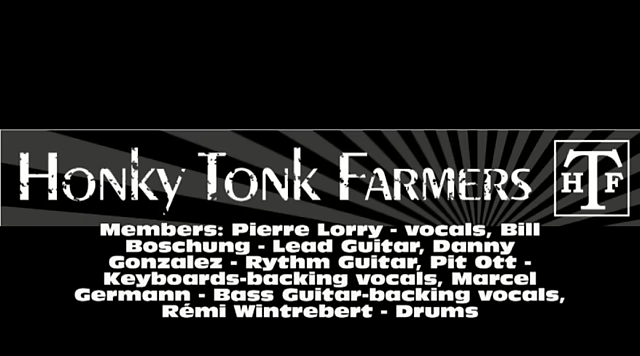 HONKY TONK FARMERS
HTF
Members: Pierre Lorry - vocals, Bill
Boschung - Lead Guitar, Danny
Gonzalez - Rythm Guitar, Pit Ott -
Keyboards-backing vocals, Marcel
Germann - Bass Guitar-backing vocals,
Rémi Wintrebert - Drums